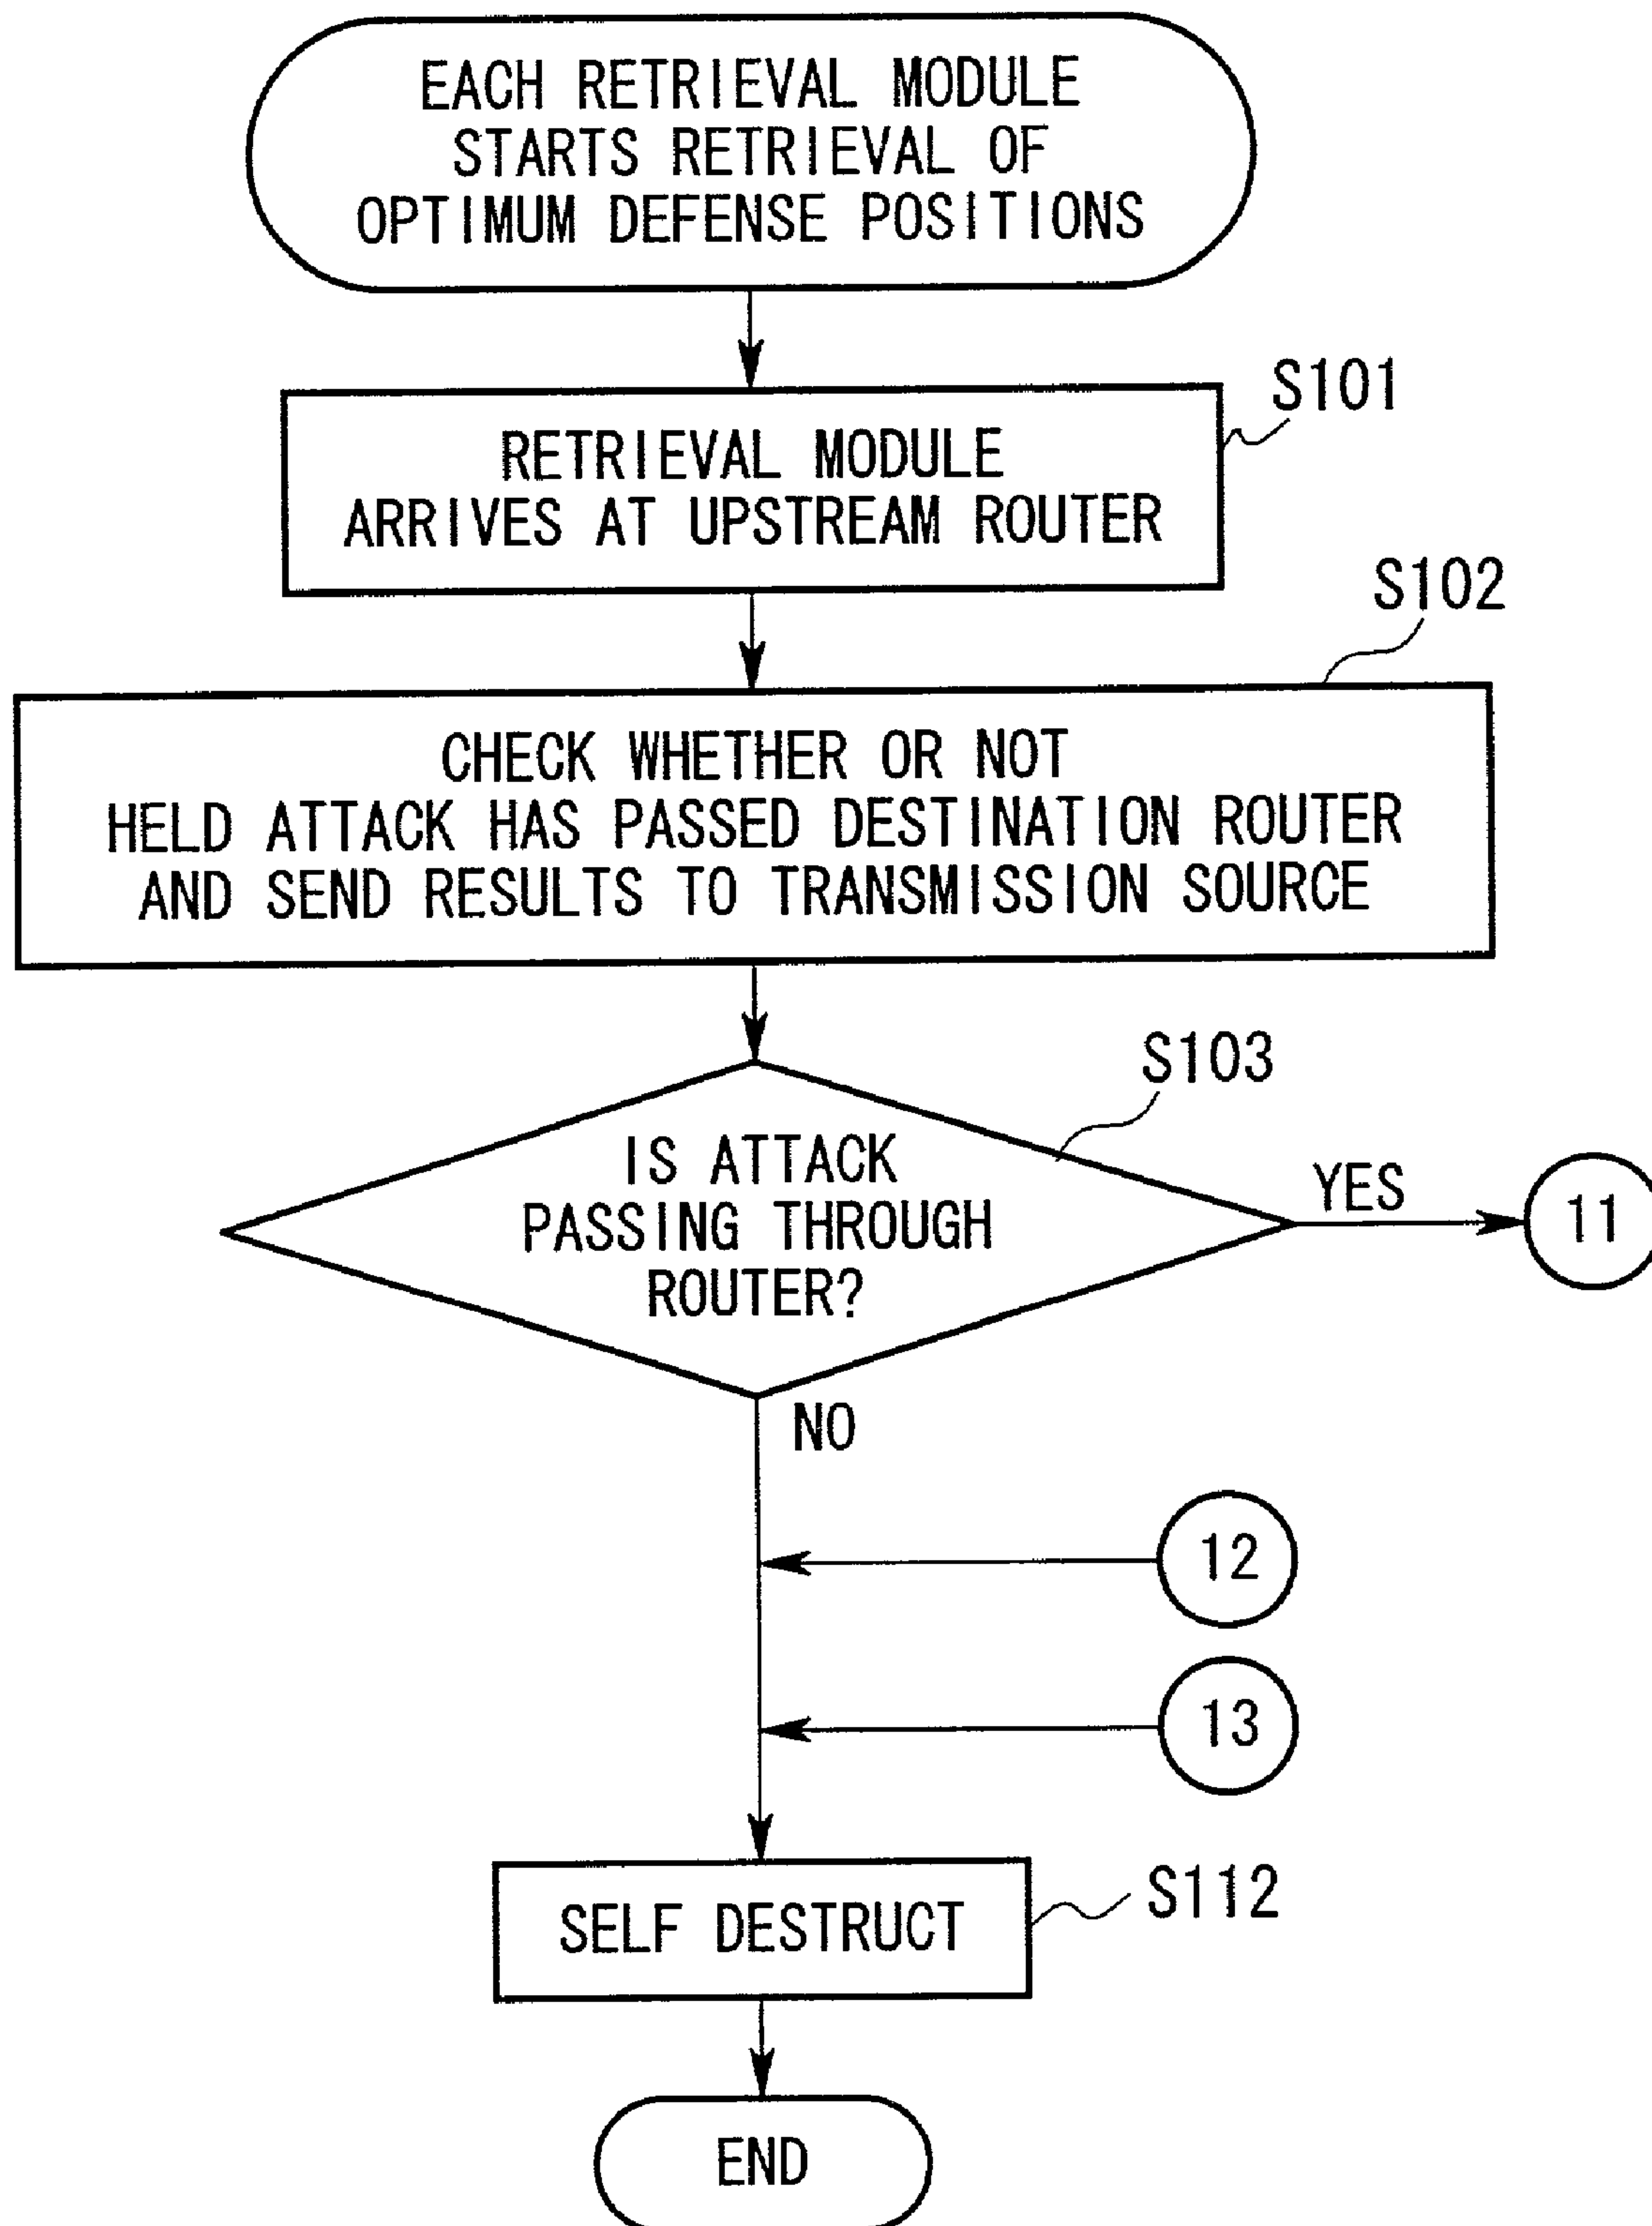 EACH RETRIEVAL MODULE
STARTS RETRIEVAL OF
OPTIMUM DEFENSE POSITIONS
S101
RETRIEVAL MODULE
ARRIVES AT UPSTREAM ROUTER
S102
CHECK WHETHER OR NOT
HELD ATTACK HAS PASSED DESTINATION ROUTER
AND SEND RESULTS TO TRANSMISSION SOURCE
S103
IS ATTACK
PASSING THROUGH
ROUTER?
YES
11
NO
12
13
S112
SELF DESTRUCT
END